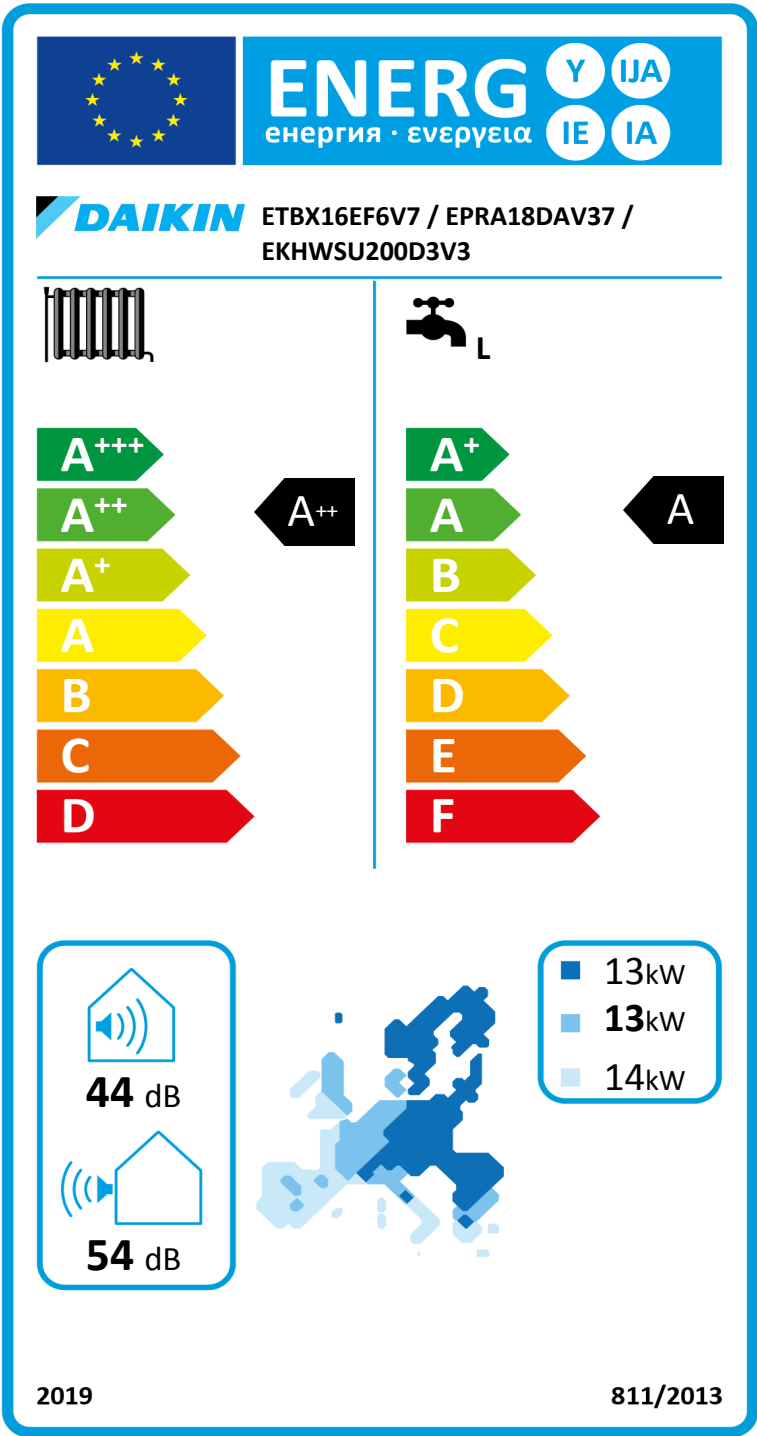 ENERG
енергия · ενεργεια
Y IJA
IE IA
DAIKIN
ETBX16EF6V7 / EPRA18DAV37 /
EKHWSU200D3V3
L
A+++
A++
A+
A
B
C
D
A++
A+
A
B
C
D
E
F
A
44 dB
54 dB
13kW
13kW
14kW
2019
811/2013